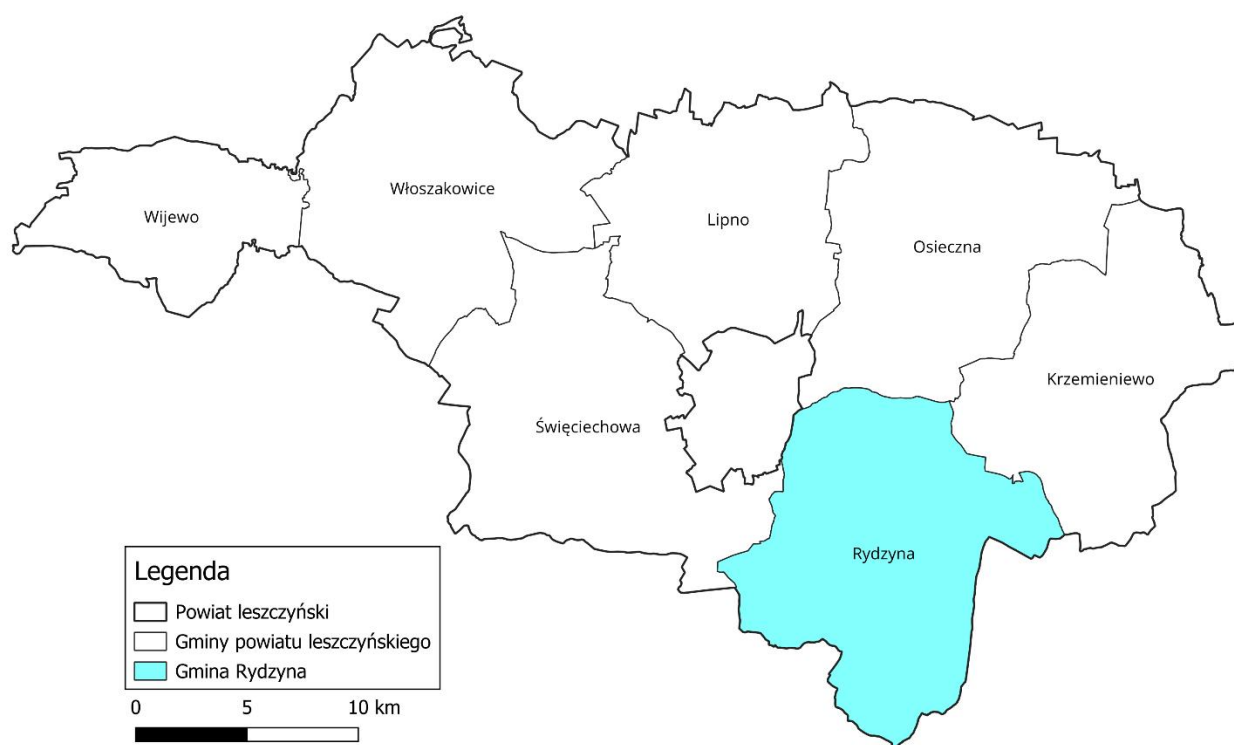 Włoszakowice
Wijewo
Lipno
Osieczna
Krzemieniewo
Święciechowa
Rydzyna
Legenda
Powiat leszczyński
Gminy powiatu leszczyńskiego
Gmina Rydzyna
0 5 10 km